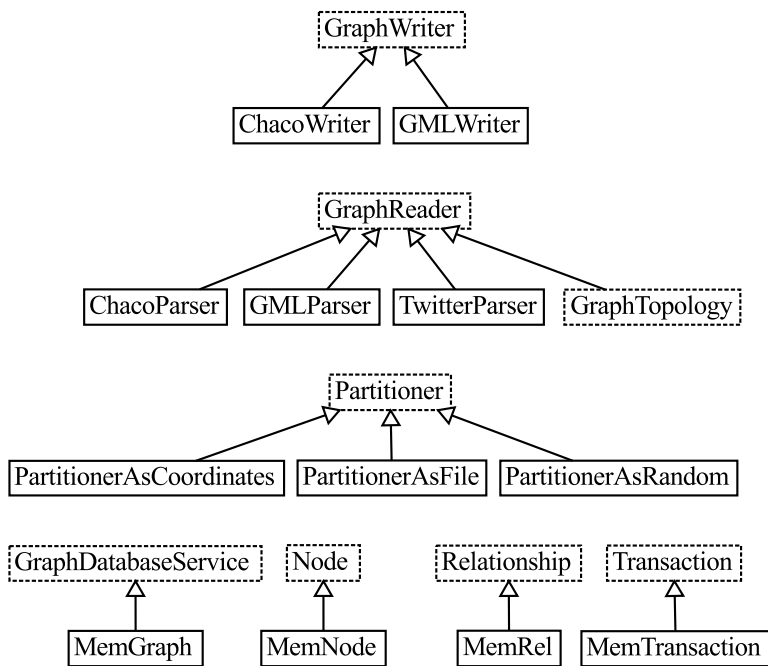 GraphWriter
ChacoWriter GMLWriter
GraphReader
ChacoParser GMLParser TwitterParser GraphTopology
Partitioner
PartitionerAsCoordinates PartitionerAsFile PartitionerAsRandom
GraphDatabaseService Node Relationship Transaction
MemGraph MemNode MemRel MemTransaction